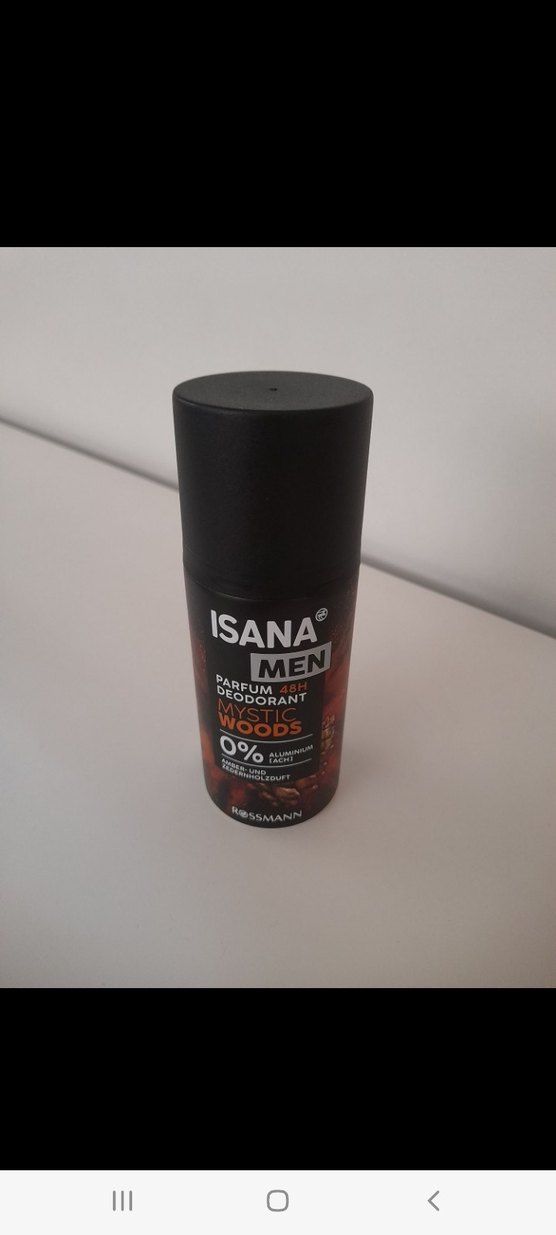 ISANA
MEN
PARFUM 48H
DEODORANT
MYSTIC
WOODS
0% ALUMINIUM
[ACH]
AMBER- UND
ZEDERNHOLZDUFT
ROSSMANN